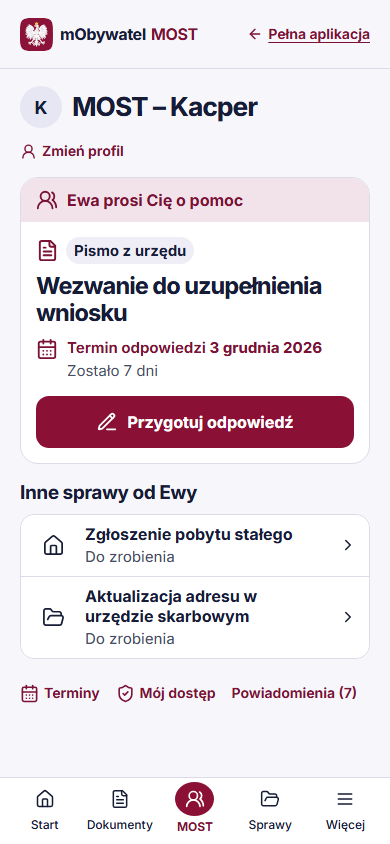 mObywatel MOST
Pełna aplikacja
K
MOST – Kacper
Zmień profil
Ewa prosi Cię o pomoc
Pismo z urzędu
Wezwanie do uzupełnienia
wniosku
Termin odpowiedzi 3 grudnia 2026
Zostało 7 dni
Przygotuj odpowiedź
Inne sprawy od Ewy
Zgłoszenie pobytu stałego
Do zrobienia
Aktualizacja adresu w
urzędzie skarbowym
Do zrobienia
Terminy
Mój dostęp
Powiadomienia (7)
Start
Dokumenty
MOST
Sprawy
Więcej